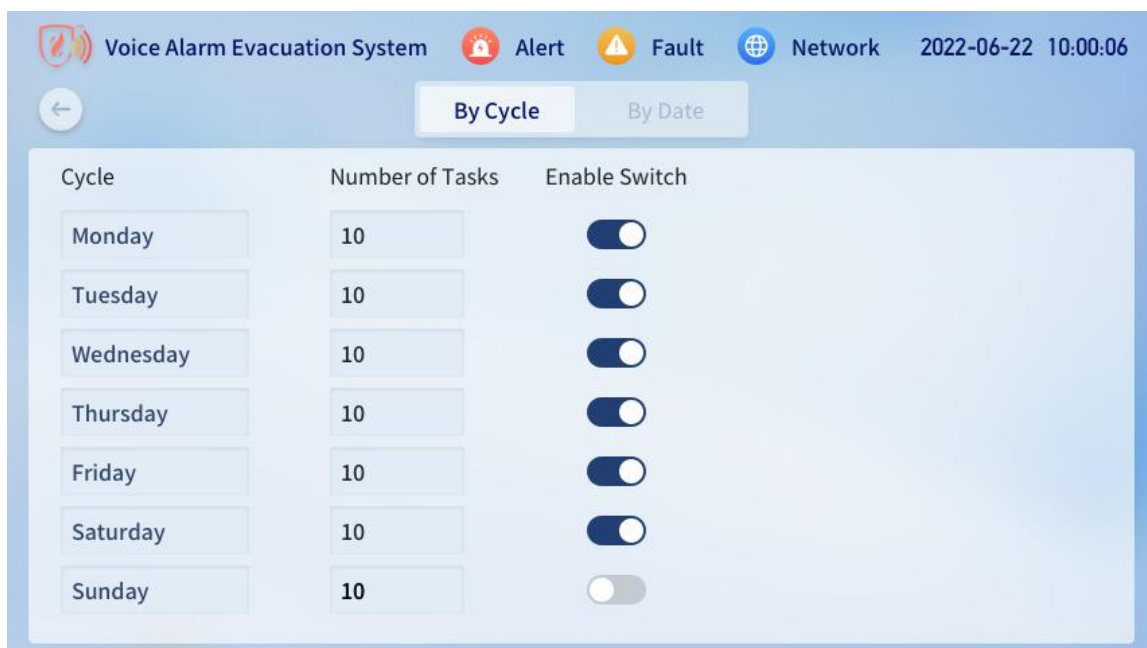 Voice Alarm Evacuation System Alert Fault Network 2022-06-22 10:00:06
By Cycle By Date
Cycle Number of Tasks Enable Switch
Monday 10
Tuesday 10
Wednesday 10
Thursday 10
Friday 10
Saturday 10
Sunday 10